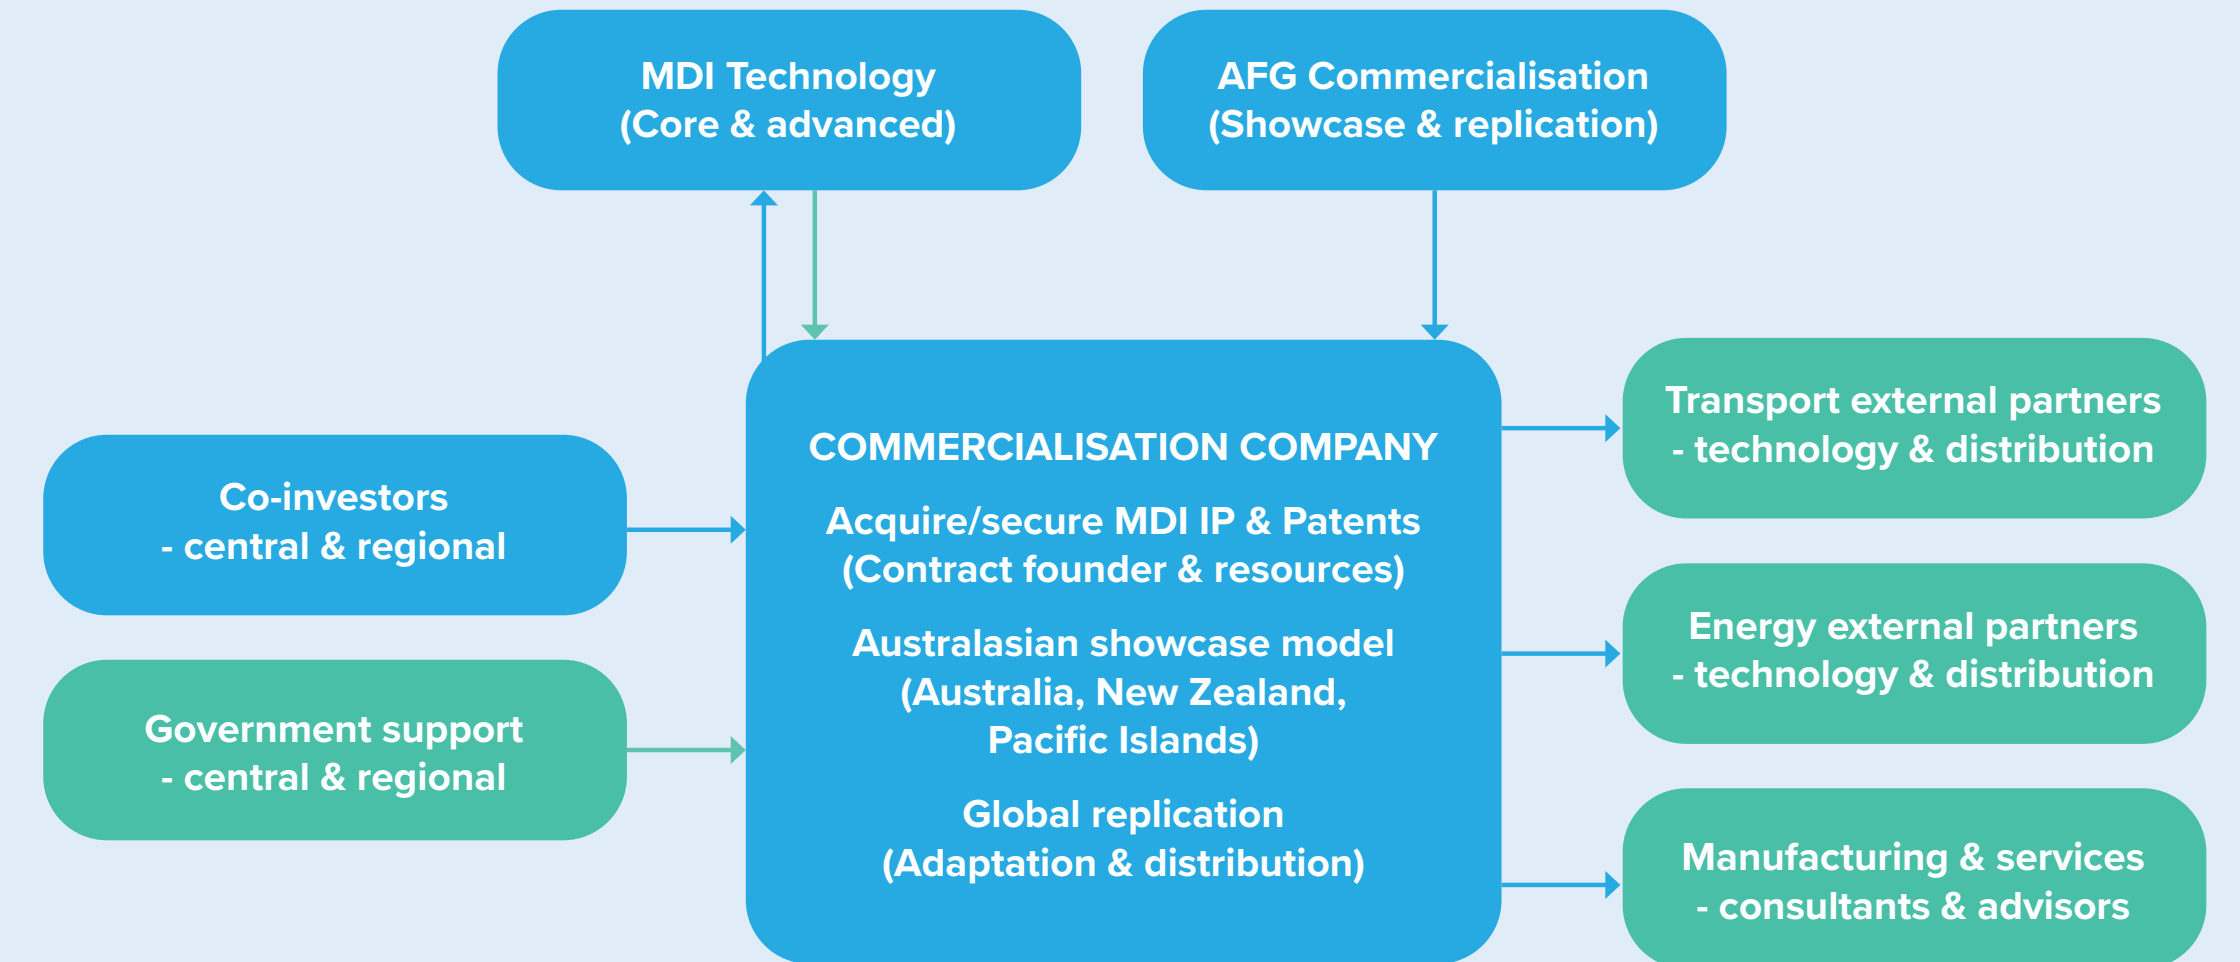 MDI Technology
(Core & advanced)
AFG Commercialisation
(Showcase & replication)
Co-investors
- central & regional
Government support
- central & regional
COMMERCIALISATION COMPANY
Acquire/secure MDI IP & Patents
(Contract founder & resources)
Australasian showcase model
(Australia, New Zealand,
Pacific Islands)
Global replication
(Adaptation & distribution)
Transport external partners
- technology & distribution
Energy external partners
- technology & distribution
Manufacturing & services
- consultants & advisors